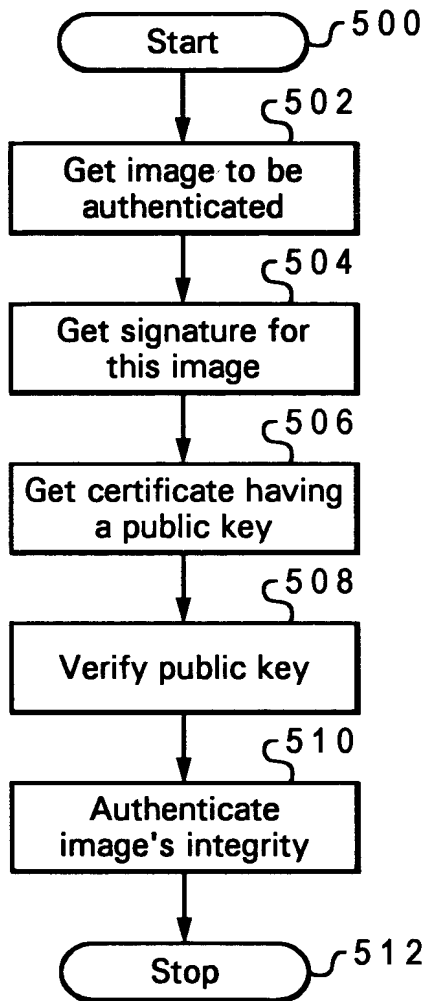 Start
500
502
Get image to be
authenticated
504
Get signature for
this image
506
Get certificate having
a public key
508
Verify public key
510
Authenticate
image's integrity
Stop
512